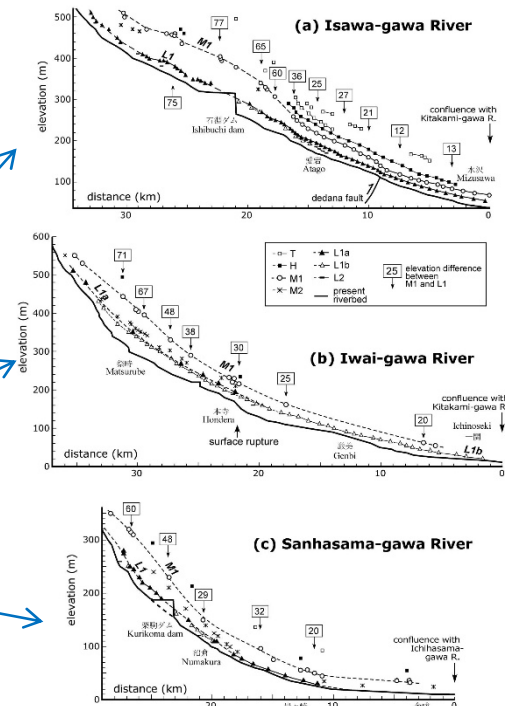 (a) Isawa-gawa River
500
400
300
200
100
elevation (m)
77
M1
L1
75
65
60
36
25
27
21
12
13
石淵ダム
Ishibuchi dam
愛宕
Atago
dedana fault
confluence with
Kitakami-gawa R.
水沢
Mizusawa
distance (km)
30
20
10
0
600
500
400
300
200
100
0
elevation (m)
71
67
48
38
30
25
20
L1a
M1
T
H
M1
M2
L1a
L1b
L2
present
riverbed
25
elevation difference
between
M1 and L1
(b) Iwai-gawa River
祭畤
Matsurube
本寺
Hondera
surface rupture
厳美
Genbi
confluence with
Kitakami-gawa R
Ichinoseki
一関
L1b
distance (km)
30
20
10
0
(c) Sanhasama-gawa River
300
200
100
0
elevation (m)
60
48
29
32
20
L1
M1
栗駒ダム
Kurikoma dam
沼倉
Numakura
confluence with
Ichihasama-
gawa R.
distance (km)
20
10
0